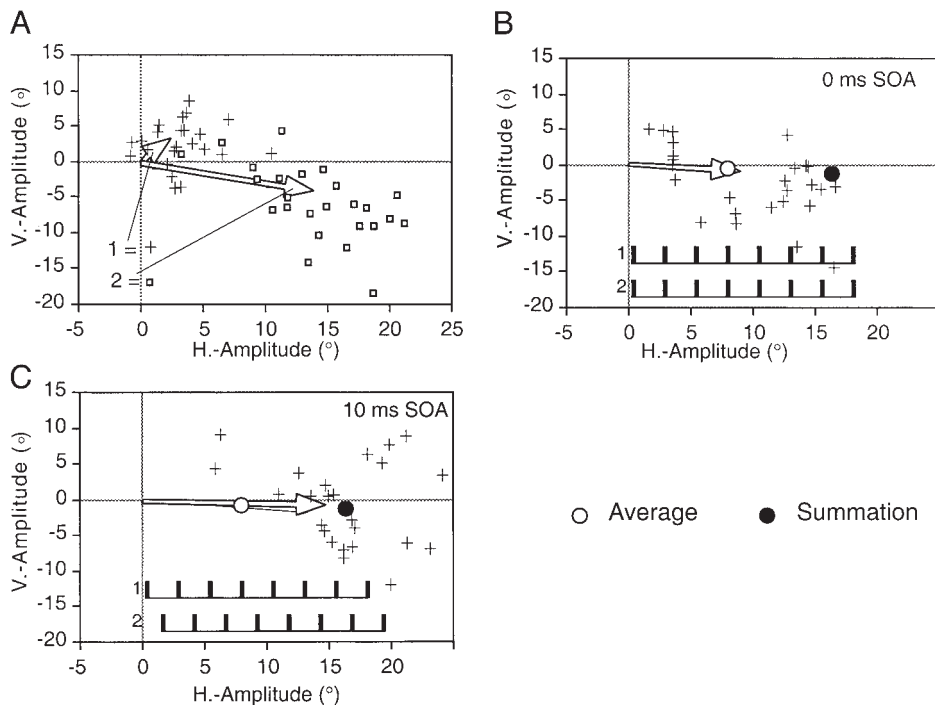 A
V.-Amplitude (°)
15
10
5
0
-5
-10
-15
-20
1 =
2 =
-5 0 5 10 15 20 25
H.-Amplitude (°)
B
0 ms SOA
V.-Amplitude (°)
15
10
5
0
-5
-10
-15
-20
1
2
-5 0 5 10 15 20
H.-Amplitude (°)
C
10 ms SOA
V.-Amplitude (°)
15
10
5
0
-5
-10
-15
-20
1
2
-5 0 5 10 15 20 25
H.-Amplitude (°)
Average
Summation